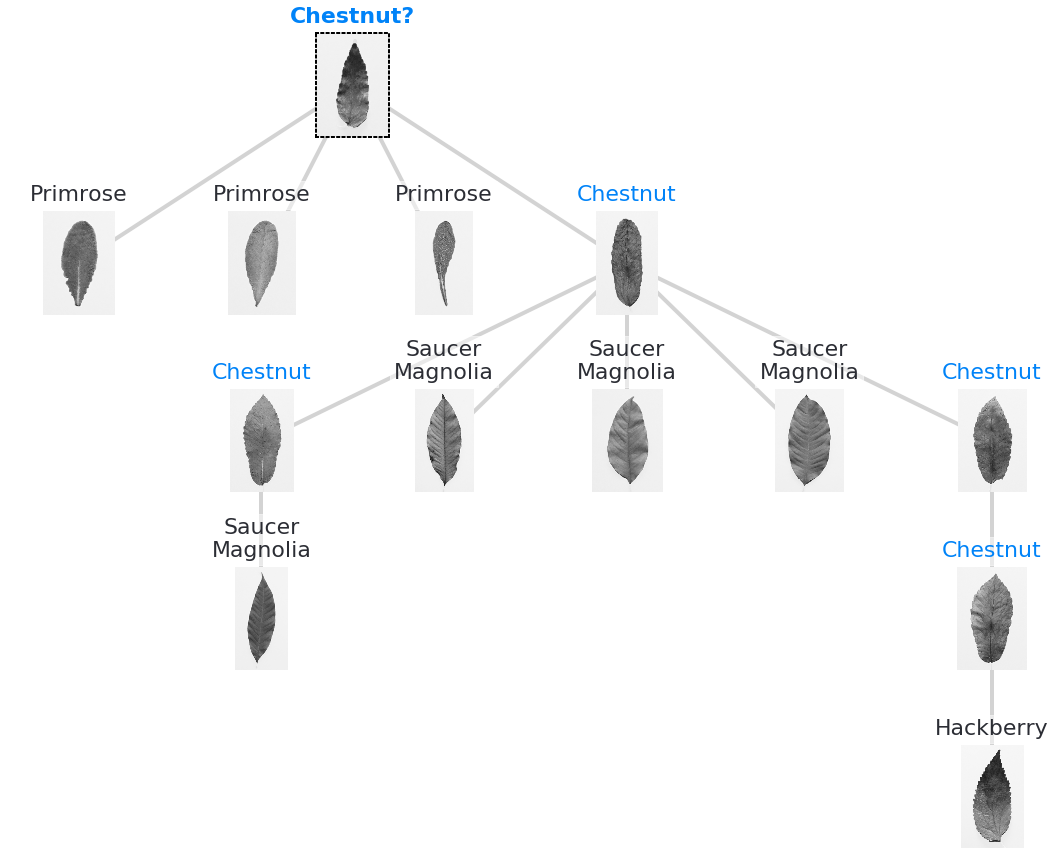 Chestnut?
Primrose
Primrose
Primrose
Chestnut
Chestnut
Saucer
Magnolia
Saucer
Magnolia
Saucer
Magnolia
Chestnut
Saucer
Magnolia
Chestnut
Hackberry